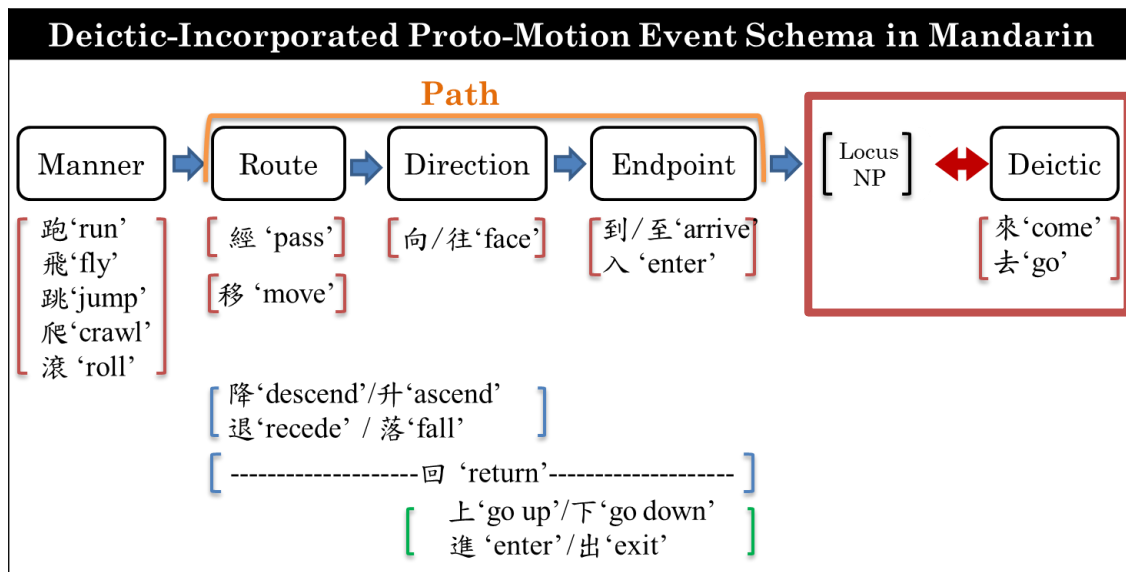 Deictic-Incorporated Proto-Motion Event Schema in Mandarin
Path
Manner
Route
Direction
Endpoint
Locus
NP
Deictic
跑‘run’
飛‘fly’
跳‘jump’
爬‘crawl’
滾 ‘roll’
經 ‘pass’
移 ‘move’
向/往‘face’
到/至‘arrive’
入 ‘enter’
來‘come’
去‘go’
降‘descend’/升‘ascend’
退‘recede’ / 落‘fall’
--------------------回 ‘return’--------------------
上‘go up’/下‘go down’
進 ‘enter’/出‘exit’